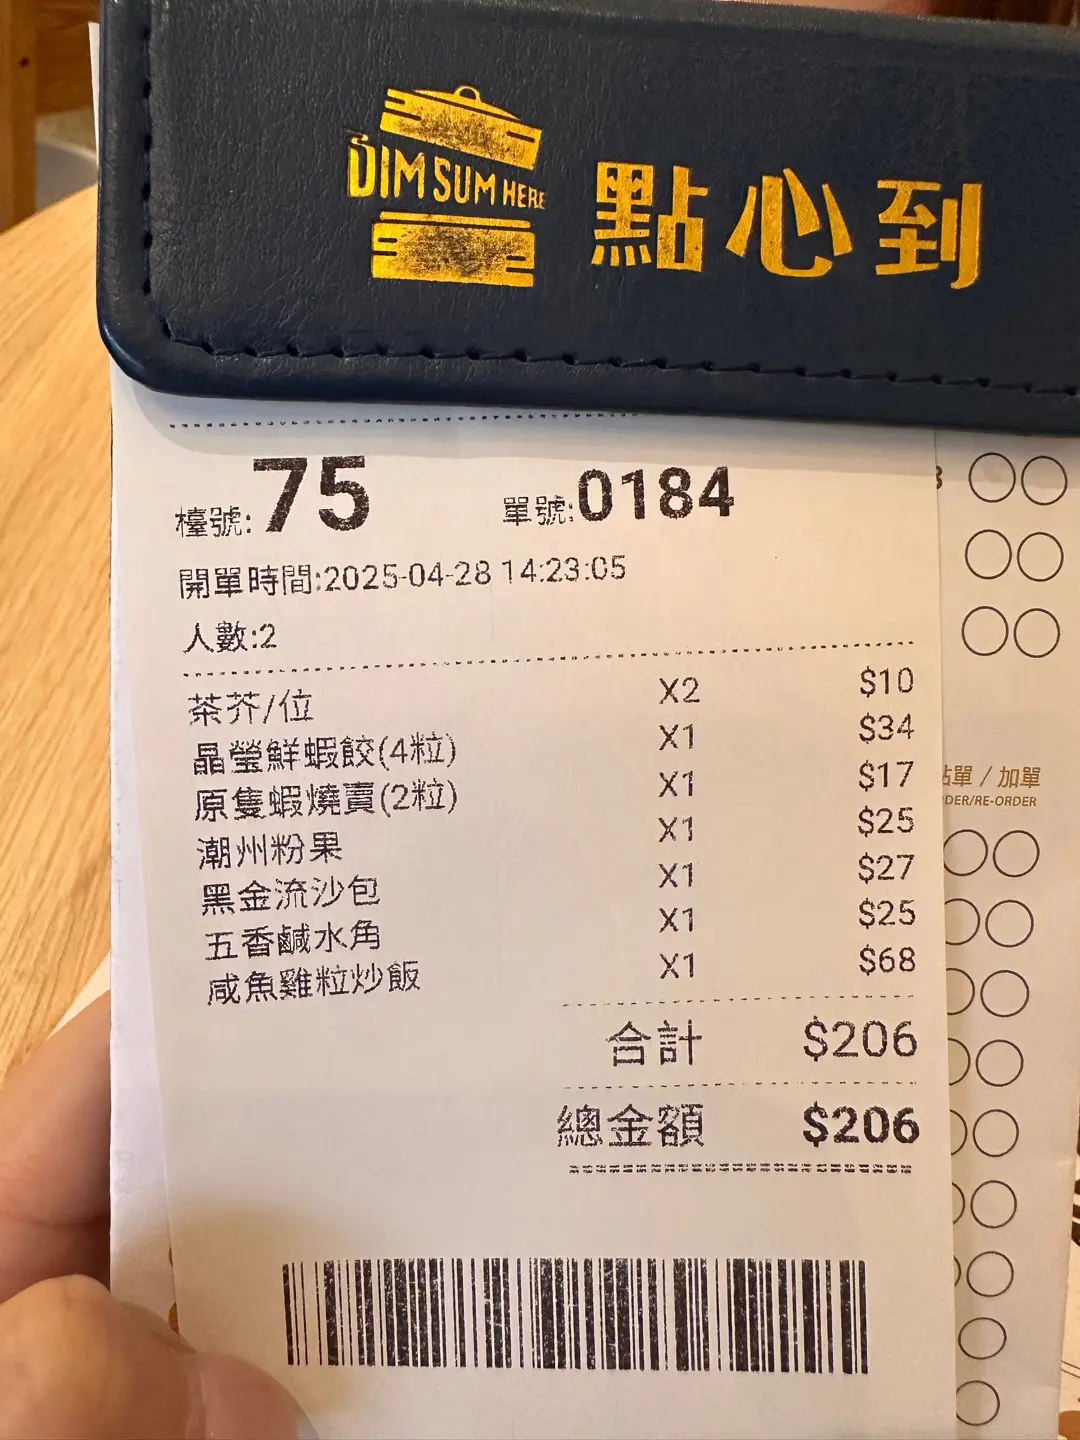 DIM SUM HERE
點心到
檯號:75 單號:0184
開單時間:2025-04-28 14:23:05
人數:2
茶芥/位 X2 $10
晶瑩鮮蝦餃(4粒) X1 $34
原隻蝦燒賣(2粒) X1 $17
潮州粉果 X1 $25
黑金流沙包 X1 $27
五香鹹水角 X1 $25
咸魚雞粒炒飯 X1 $68
合計 $206
總金額 $206
單 / 加單
DER/RE-ORDER